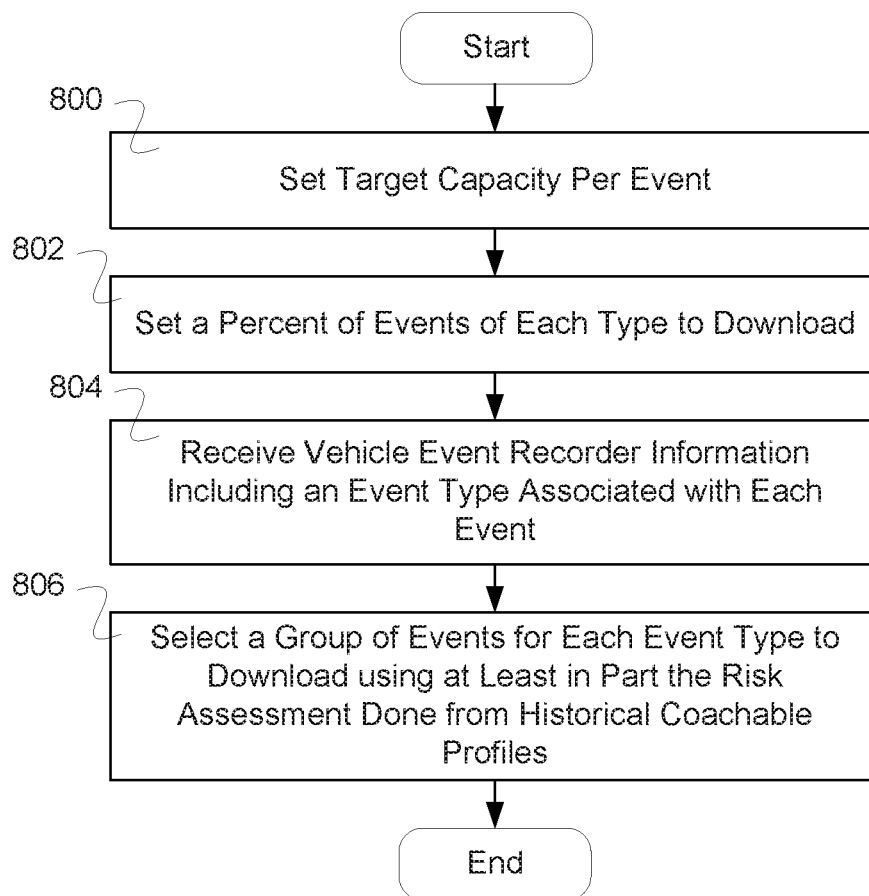 Start
800
Set Target Capacity Per Event
802
Set a Percent of Events of Each Type to Download
804
Receive Vehicle Event Recorder Information
Including an Event Type Associated with Each
Event
806
Select a Group of Events for Each Event Type to
Download using at Least in Part the Risk
Assessment Done from Historical Coachable
Profiles
End